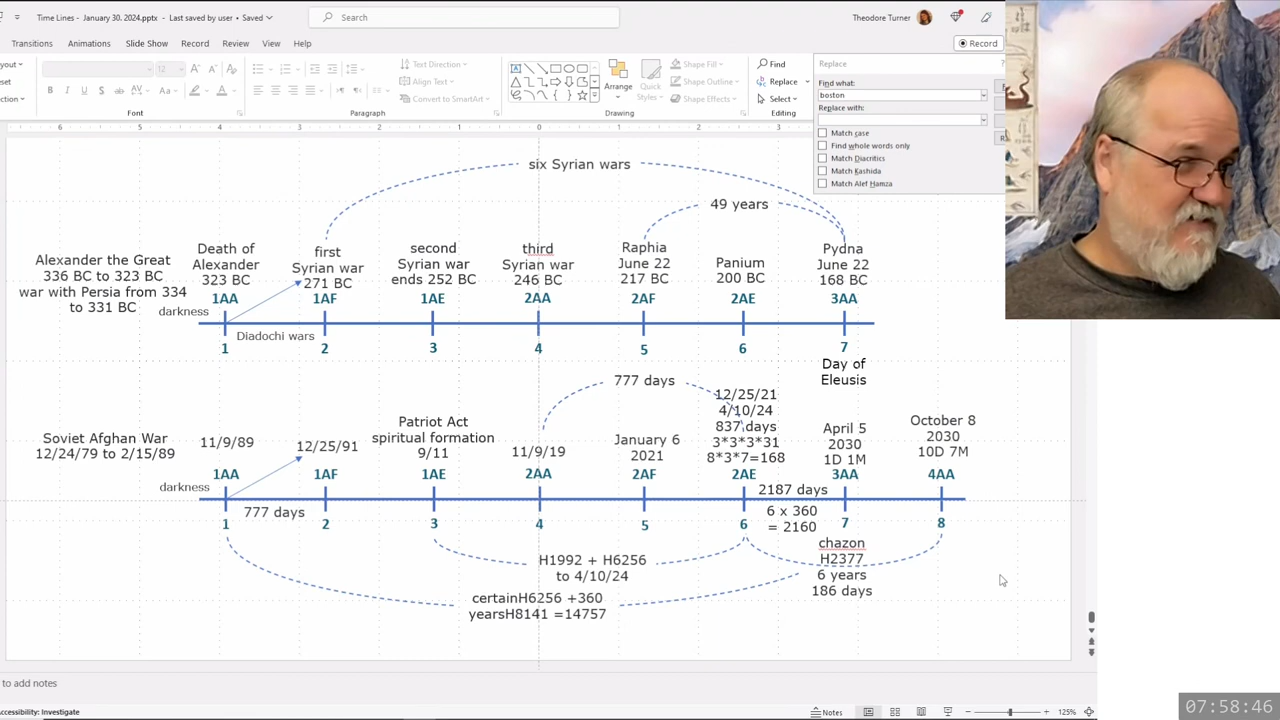 Time Lines - January 30. 2024.pptx • Last saved by user • Saved
Search
Theodore Turner
Transitions
Animations
Slide Show
Record
Review
View
Help
Record
12
Text Direction
Align Text
Convert to SmartArt
Arrange
Quick
Styles
Shape Fill
Shape Outline
Shape Effects
Find
Replace
Select
Font
Paragraph
Drawing
Editing
Replace
?
Find what:
boston
Replace with:
Match case
Find whole words only
Match Diacritics
Match Kashida
Match Alef Hamza
6 5 4 3 2 1 0 1 2 3
six Syrian wars
49 years
Alexander the Great
336 BC to 323 BC
war with Persia from 334
to 331 BC
Death of
Alexander
323 BC
1AA
first
Syrian war
271 BC
1AF
second
Syrian war
ends 252 BC
1AE
third
Syrian war
246 BC
2AA
Raphia
June 22
217 BC
2AF
Panium
200 BC
2AE
Pydna
June 22
168 BC
3AA
darkness
Diadochi wars
1 2 3 4 5 6 7
Day of
Eleusis
777 days
Soviet Afghan War
12/24/79 to 2/15/89
11/9/89
1AA
12/25/91
1AF
Patriot Act
spiritual formation
9/11
1AE
11/9/19
2AA
January 6
2021
2AF
12/25/21
4/10/24
837 days
3*3*3*31
8*3*7=168
2AE
April 5
2030
1D 1M
3AA
October 8
2030
10D 7M
4AA
darkness
2187 days
777 days
1 2 3 4 5 6 7 8
6 x 360
= 2160
H1992 + H6256
to 4/10/24
chazon
H2377
6 years
186 days
certainH6256 +360
yearsH8141 =14757
to add notes
Accessibility: Investigate
Notes
125%
07:58:46